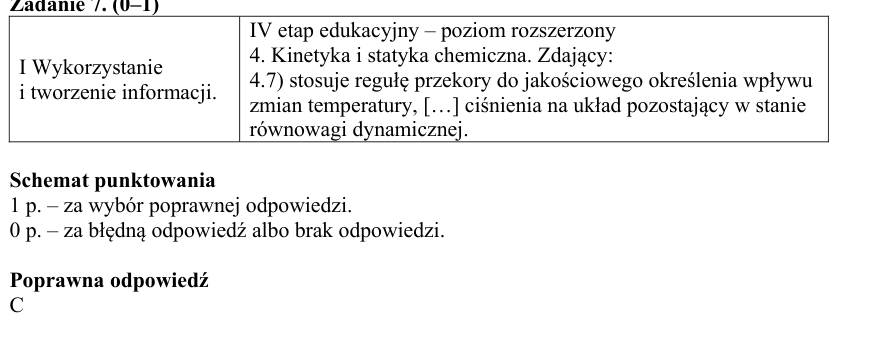 Zadanie 7. (0–1)
I Wykorzystanie
i tworzenie informacji.
IV etap edukacyjny – poziom rozszerzony
4. Kinetyka i statyka chemiczna. Zdający:
4.7) stosuje regułę przekory do jakościowego określenia wpływu
zmian temperatury, […] ciśnienia na układ pozostający w stanie
równowagi dynamicznej.
Schemat punktowania
1 p. – za wybór poprawnej odpowiedzi.
0 p. – za błędną odpowiedź albo brak odpowiedzi.
Poprawna odpowiedź
C